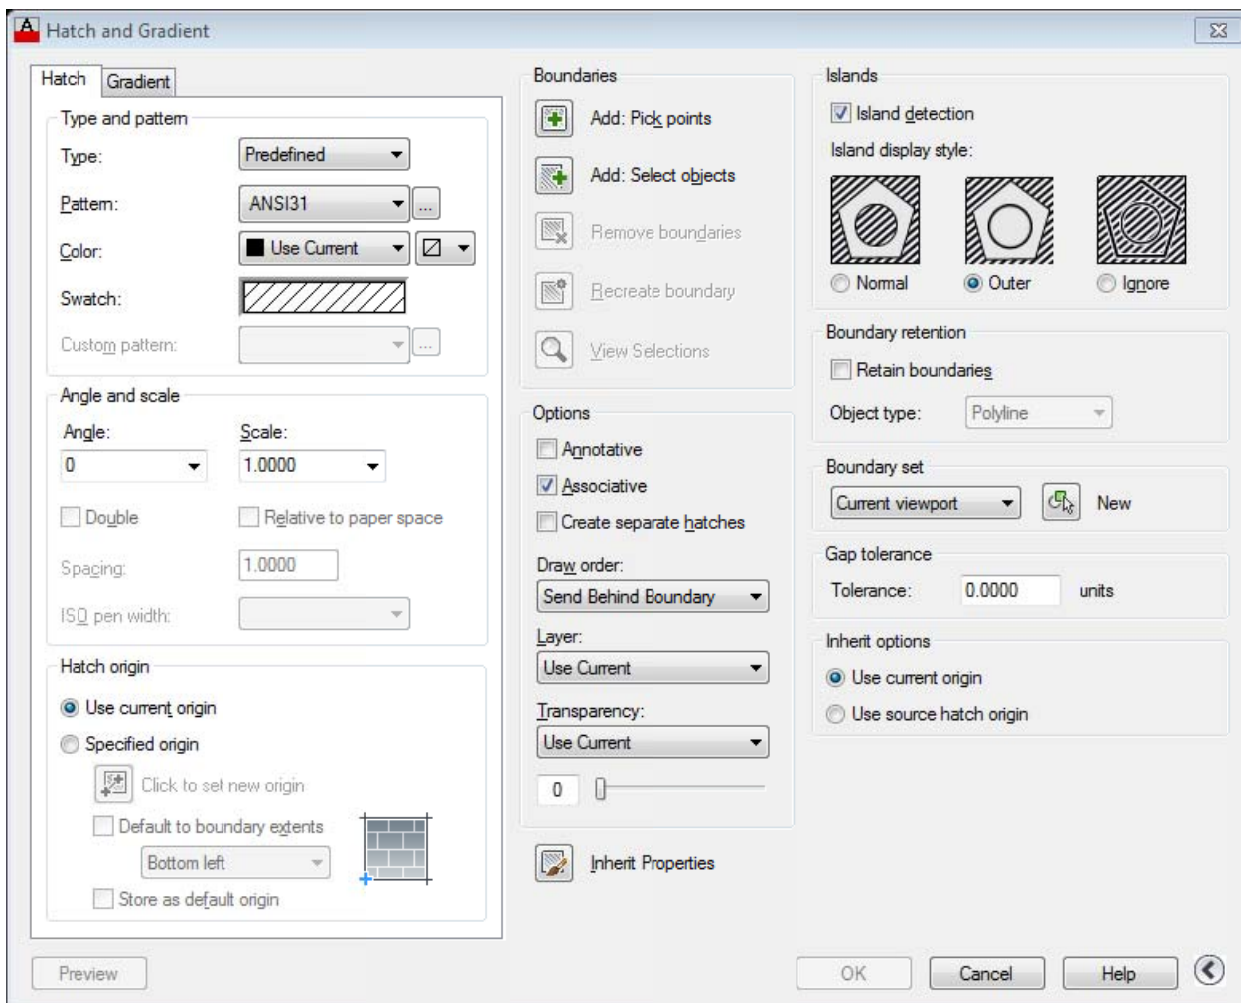 A
Hatch and Gradient
Hatch
Gradient
Type and pattern
Type:
Predefined
Pattern:
ANSI31
...
Color:
Use Current
Swatch:
Custom pattern:
...
Angle and scale
Angle:
Scale:
0
1.0000
Double
Relative to paper space
Spacing:
1.0000
ISO pen width:
Hatch origin
Use current origin
Specified origin
Click to set new origin
Default to boundary extents
Bottom left
Store as default origin
Preview
Boundaries
Add: Pick points
Add: Select objects
Remove boundaries
Recreate boundary
View Selections
Options
Annotative
Associative
Create separate hatches
Draw order:
Send Behind Boundary
Layer:
Use Current
Transparency:
Use Current
0
Inherit Properties
Islands
Island detection
Island display style:
Normal
Outer
Ignore
Boundary retention
Retain boundaries
Object type:
Polyline
Boundary set
Current viewport
New
Gap tolerance
Tolerance:
0.0000
units
Inherit options
Use current origin
Use source hatch origin
OK
Cancel
Help